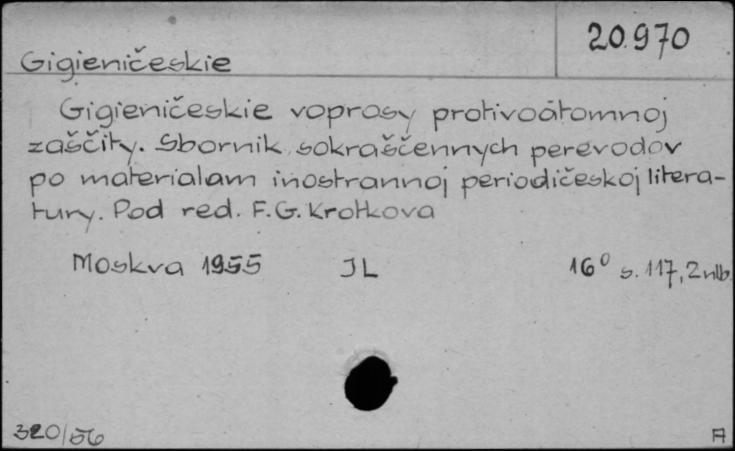 20.970
Gigieničeskie
Gigieničeskie voprosy protivoátomnoj
zaščity. Sbornik sokraščennych perevodov
po materialam inostrannoj periodičeskoj litera-
tury. Pod red. F.G. Krotkova
Moskva 1955 JL 16° s. 117, 2 nlb.
320/56 A